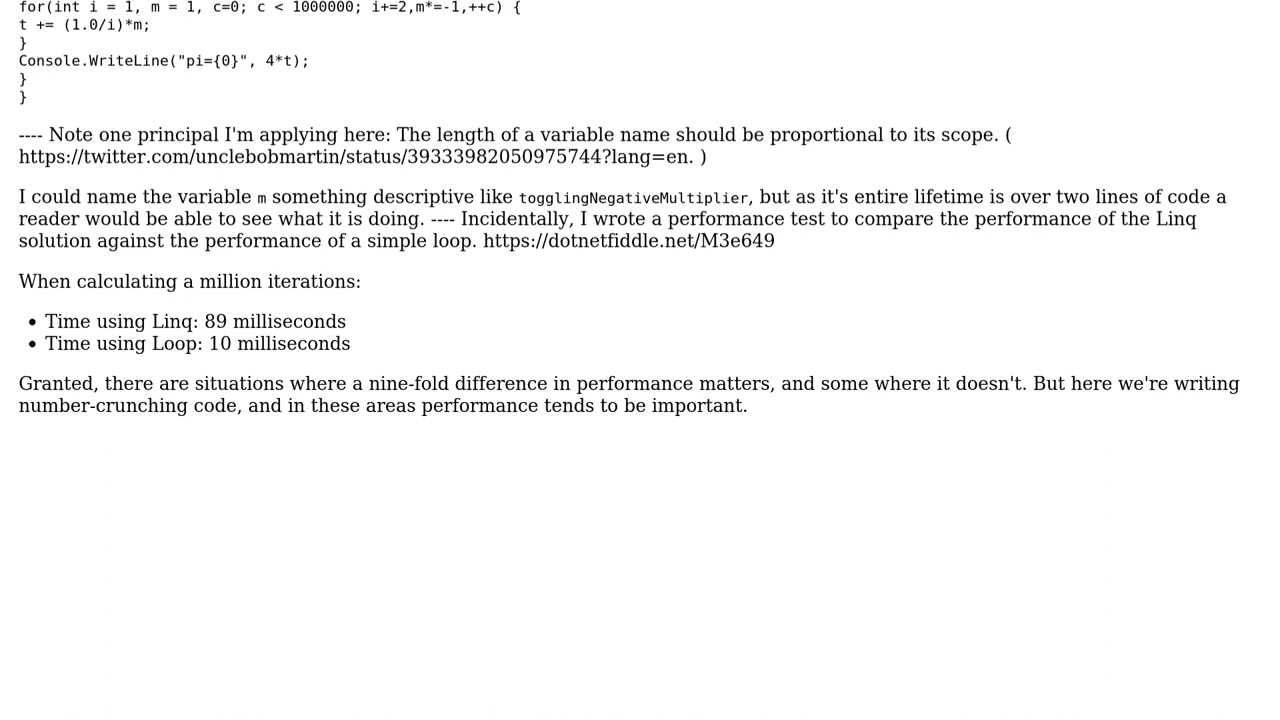 for(int i = 1, m = 1, c=0; c < 1000000; i+=2,m*=-1,++c) {
t += (1.0/i)*m;
}
Console.WriteLine("pi={0}", 4*t);
}
}
---- Note one principal I'm applying here: The length of a variable name should be proportional to its scope. (
https://twitter.com/unclebobmartin/status/39333982050975744?lang=en. )
I could name the variable m something descriptive like togglingNegativeMultiplier, but as it's entire lifetime is over two lines of code a
reader would be able to see what it is doing. ---- Incidentally, I wrote a performance test to compare the performance of the Linq
solution against the performance of a simple loop. https://dotnetfiddle.net/M3e649
When calculating a million iterations:
• Time using Linq: 89 milliseconds
• Time using Loop: 10 milliseconds
Granted, there are situations where a nine-fold difference in performance matters, and some where it doesn't. But here we're writing
number-crunching code, and in these areas performance tends to be important.